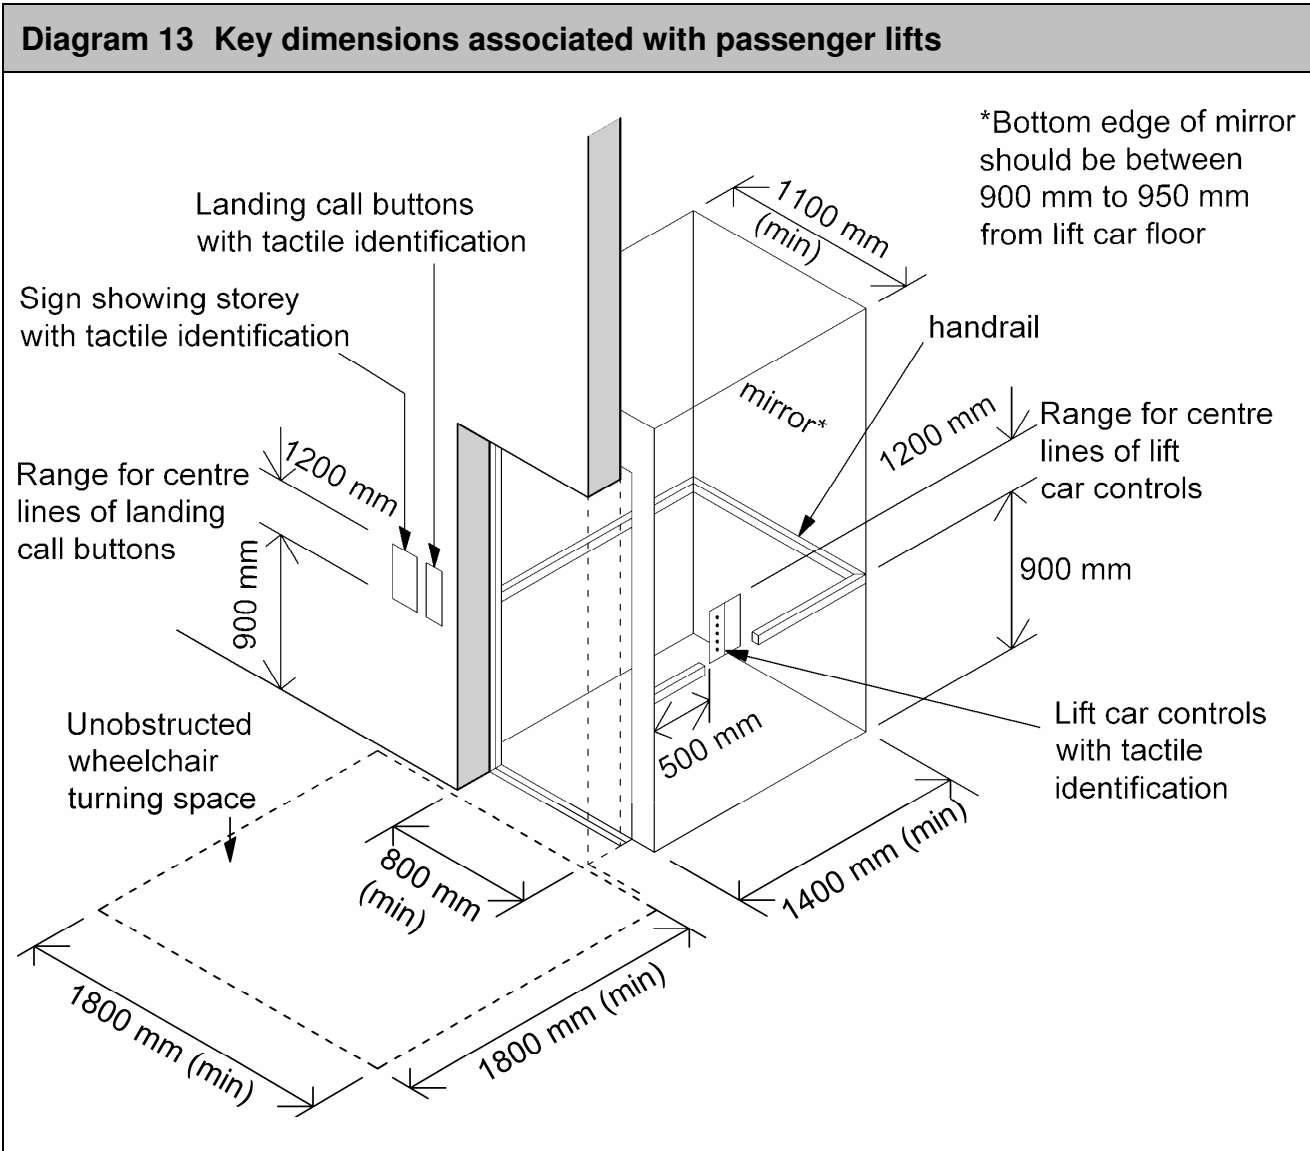 Diagram 13 Key dimensions associated with passenger lifts
*Bottom edge of mirror
should be between
900 mm to 950 mm
from lift car floor
1100 mm
(min)
Landing call buttons
with tactile identification
Sign showing storey
with tactile identification
handrail
mirror*
1200 mm
Range for centre
lines of lift
car controls
1200 mm
Range for centre
lines of landing
call buttons
900 mm
900 mm
Unobstructed
wheelchair
turning space
500 mm
Lift car controls
with tactile
identification
800 mm
(min)
1400 mm (min)
1800 mm (min)
1800 mm (min)